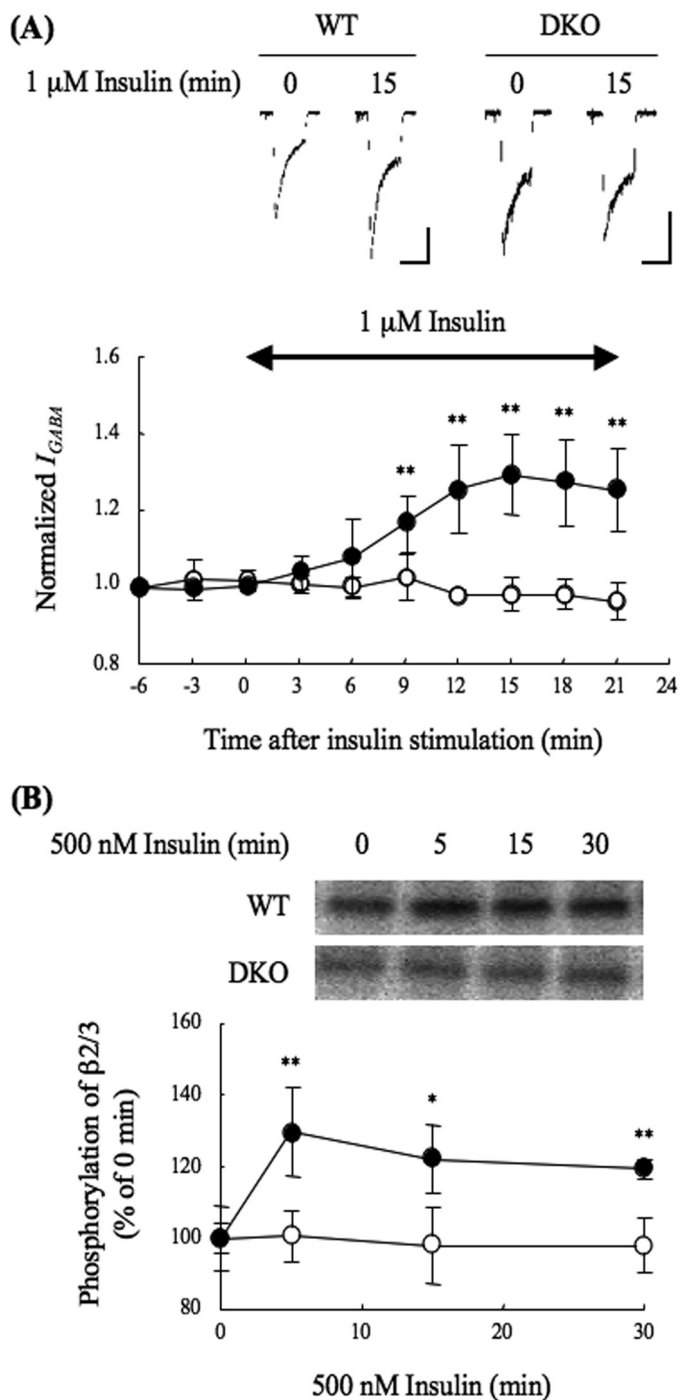 (A)
WT DKO
1 μM Insulin (min) 0 15 0 15
1 μM Insulin
1.6
1.4
1.2
1.0
0.8
Normalized I_GABA
** ** ** ** **
-6 -3 0 3 6 9 12 15 18 21 24
Time after insulin stimulation (min)
(B)
500 nM Insulin (min) 0 5 15 30
WT
DKO
160
140
120
100
80
Phosphorylation of β2/3
(% of 0 min)
** * **
0 10 20 30
500 nM Insulin (min)